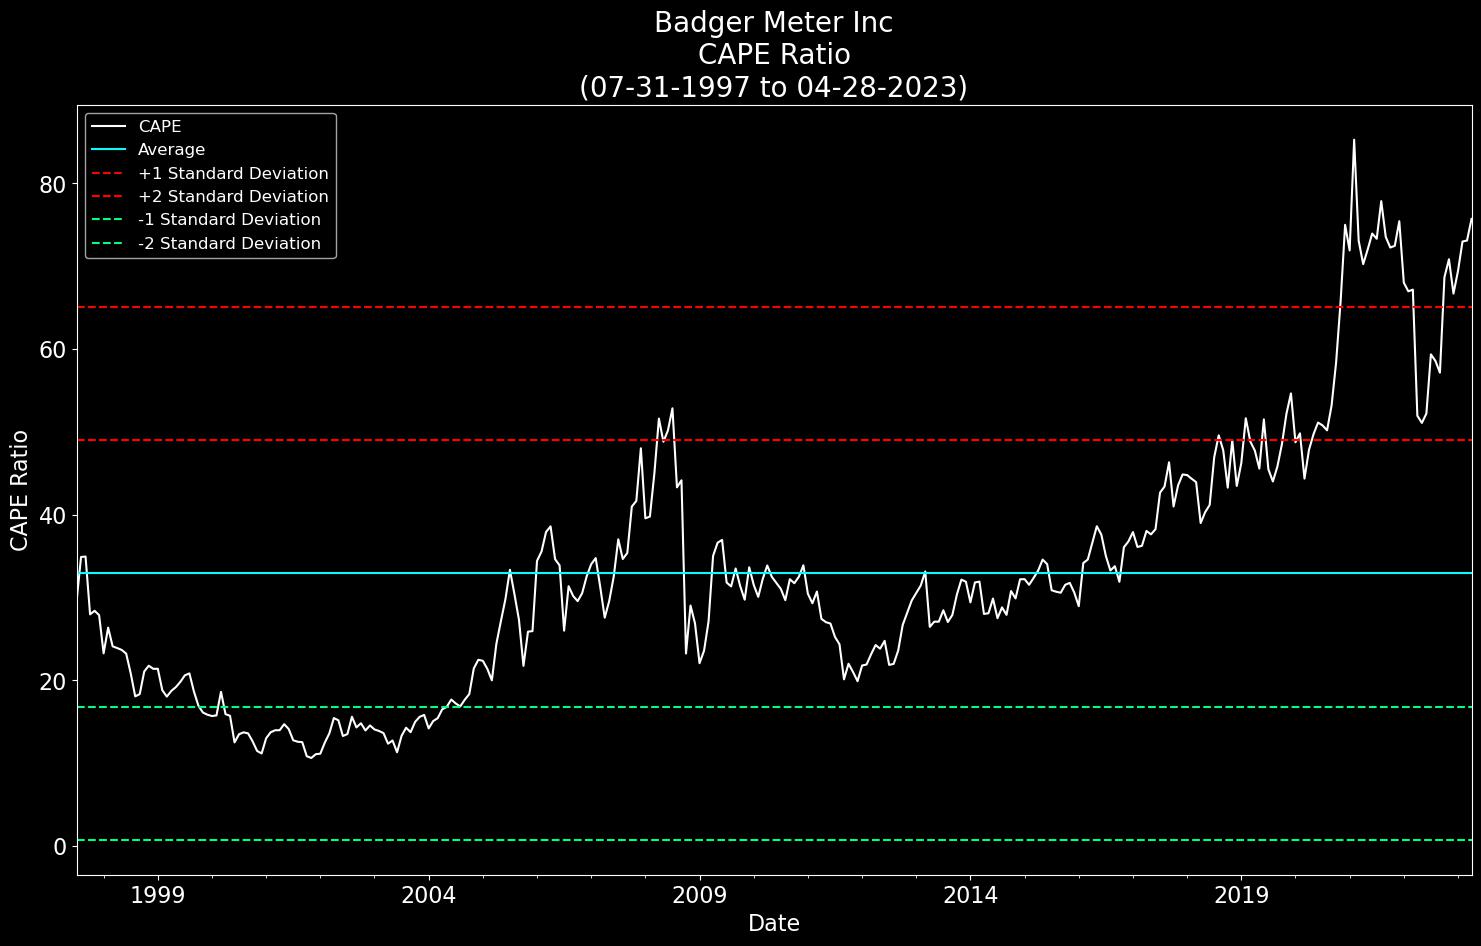 Badger Meter Inc
CAPE Ratio
(07-31-1997 to 04-28-2023)
CAPE
Average
+1 Standard Deviation
+2 Standard Deviation
-1 Standard Deviation
-2 Standard Deviation
80
60
40
20
0
CAPE Ratio
1999 2004 2009 2014 2019
Date